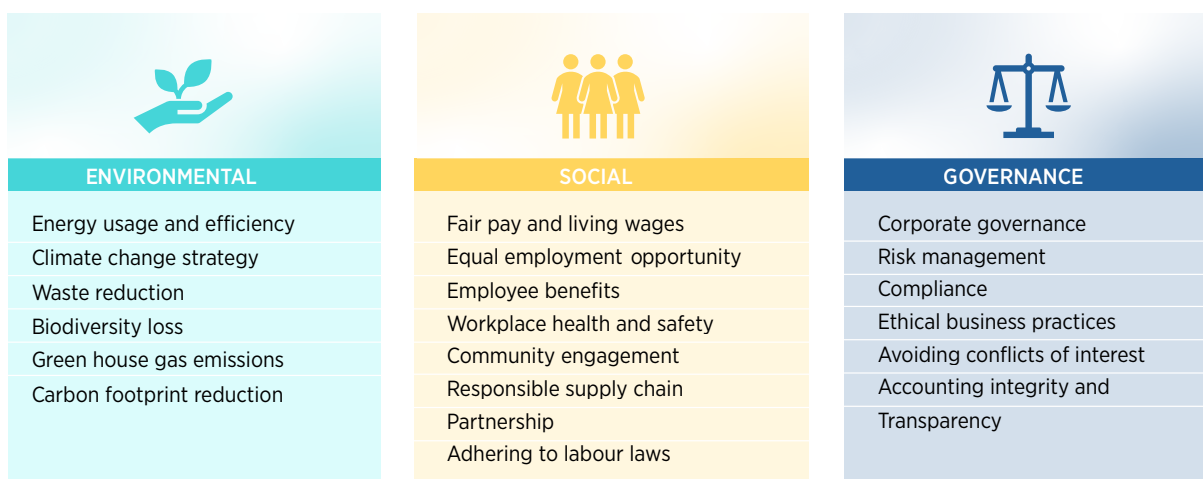 ENVIRONMENTAL
Energy usage and efficiency
Climate change strategy
Waste reduction
Biodiversity loss
Green house gas emissions
Carbon footprint reduction
SOCIAL
Fair pay and living wages
Equal employment opportunity
Employee benefits
Workplace health and safety
Community engagement
Responsible supply chain
Partnership
Adhering to labour laws
GOVERNANCE
Corporate governance
Risk management
Compliance
Ethical business practices
Avoiding conflicts of interest
Accounting integrity and
Transparency